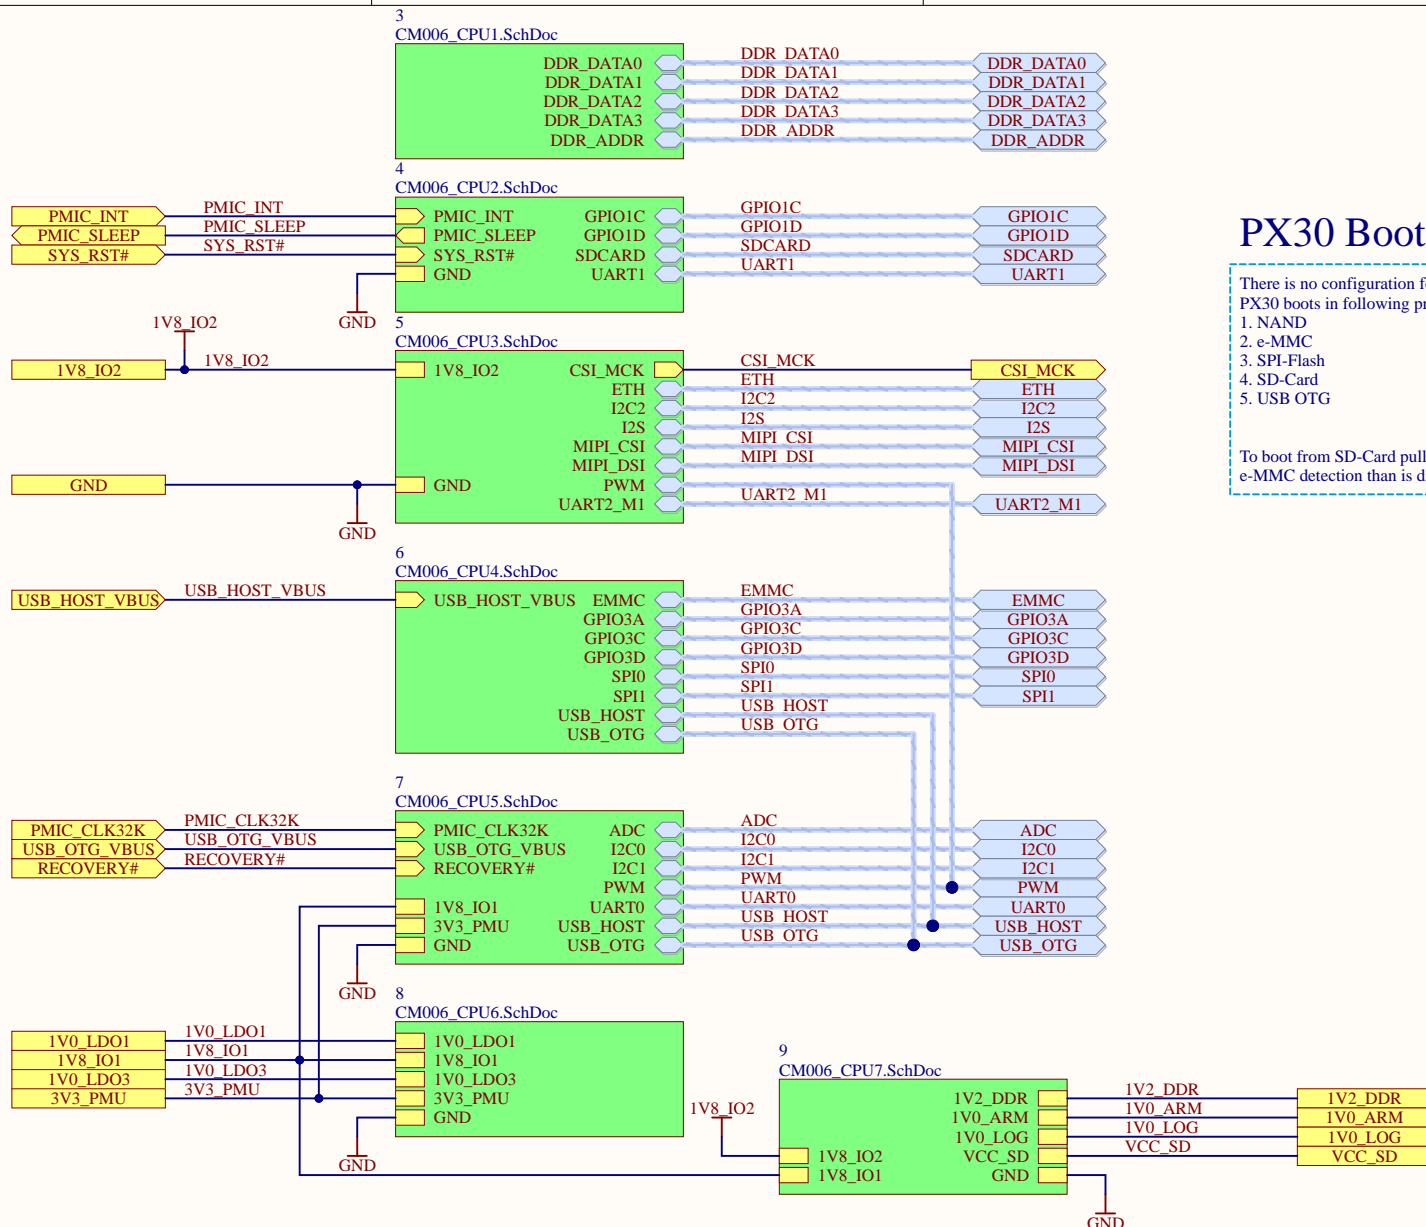 3
CM006_CPU1.SchDoc
DDR_DATA0 DDR_DATA0 DDR_DATA0
DDR_DATA1 DDR_DATA1 DDR_DATA1
DDR_DATA2 DDR_DATA2 DDR_DATA2
DDR_DATA3 DDR_DATA3 DDR_DATA3
DDR_ADDR DDR_ADDR DDR_ADDR
4
CM006_CPU2.SchDoc
PMIC_INT PMIC_INT PMIC_INT GPIO1C GPIO1C GPIO1C
PMIC_SLEEP PMIC_SLEEP PMIC_SLEEP GPIO1D GPIO1D GPIO1D
SYS_RST# SYS_RST# SYS_RST# SDCARD SDCARD SDCARD
GND UART1 UART1 UART1
GND
PX30 Boot
There is no configuration f
PX30 boots in following p
1. NAND
2. e-MMC
3. SPI-Flash
4. SD-Card
5. USB OTG
To boot from SD-Card pull
e-MMC detection than is d
5
CM006_CPU3.SchDoc
1V8_IO2
1V8_IO2 1V8_IO2 1V8_IO2 CSI_MCK CSI_MCK CSI_MCK
ETH ETH ETH
I2C2 I2C2 I2C2
I2S I2S I2S
MIPI_CSI MIPI_CSI MIPI_CSI
MIPI_DSI MIPI_DSI MIPI_DSI
GND GND PWM
UART2_M1 UART2_M1 UART2_M1
GND
6
CM006_CPU4.SchDoc
USB_HOST_VBUS USB_HOST_VBUS USB_HOST_VBUS EMMC EMMC EMMC
GPIO3A GPIO3A GPIO3A
GPIO3C GPIO3C GPIO3C
GPIO3D GPIO3D GPIO3D
SPI0 SPI0 SPI0
SPI1 SPI1 SPI1
USB_HOST USB_HOST
USB_OTG USB_OTG
7
CM006_CPU5.SchDoc
PMIC_CLK32K PMIC_CLK32K PMIC_CLK32K ADC ADC ADC
USB_OTG_VBUS USB_OTG_VBUS USB_OTG_VBUS I2C0 I2C0 I2C0
RECOVERY# RECOVERY# RECOVERY# I2C1 I2C1 I2C1
PWM PWM PWM
1V8_IO1 UART0 UART0 UART0
3V3_PMU USB_HOST USB_HOST USB_HOST
GND USB_OTG USB_OTG USB_OTG
GND
8
CM006_CPU6.SchDoc
1V0_LDO1 1V0_LDO1 1V0_LDO1
1V8_IO1 1V8_IO1 1V8_IO1
1V0_LDO3 1V0_LDO3 1V0_LDO3
3V3_PMU 3V3_PMU 3V3_PMU
GND
GND
9
CM006_CPU7.SchDoc
1V2_DDR 1V2_DDR 1V2_DDR
1V0_ARM 1V0_ARM 1V0_ARM
1V0_LOG 1V0_LOG 1V0_LOG
1V8_IO2
1V8_IO2 VCC_SD VCC_SD VCC_SD
1V8_IO1 GND
GND